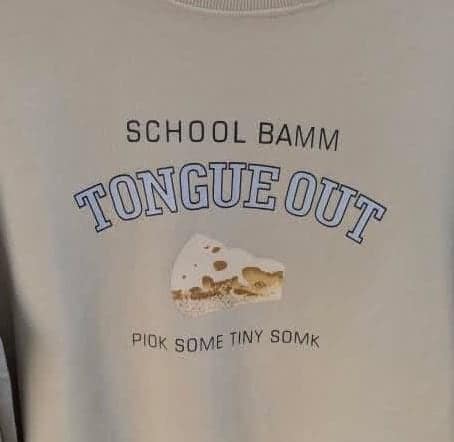 SCHOOL BAMM
TONGUE OUT
PIOK SOME TINY SOMK